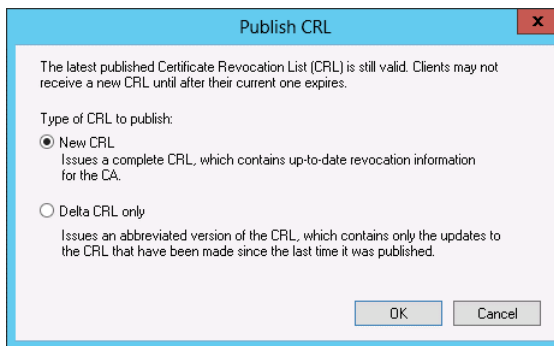 Publish CRL
x
The latest published Certificate Revocation List (CRL) is still valid. Clients may not
receive a new CRL until after their current one expires.
Type of CRL to publish:
New CRL
Issues a complete CRL, which contains up-to-date revocation information
for the CA.
Delta CRL only
Issues an abbreviated version of the CRL, which contains only the updates to
the CRL that have been made since the last time it was published.
OK Cancel